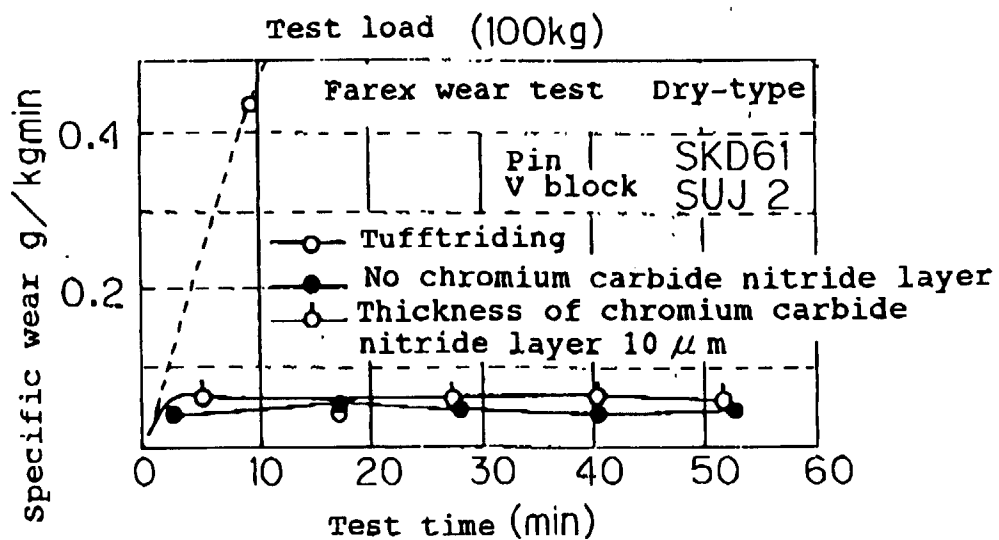 Test load (100kg)
Farex wear test Dry-type
Pin SKD61
V block SUJ 2
Tufftriding
No chromium carbide nitride layer
Thickness of chromium carbide
nitride layer 10 μm
Specific wear g/kgmin
0.4
0.2
0 10 20 30 40 50 60
Test time (min)